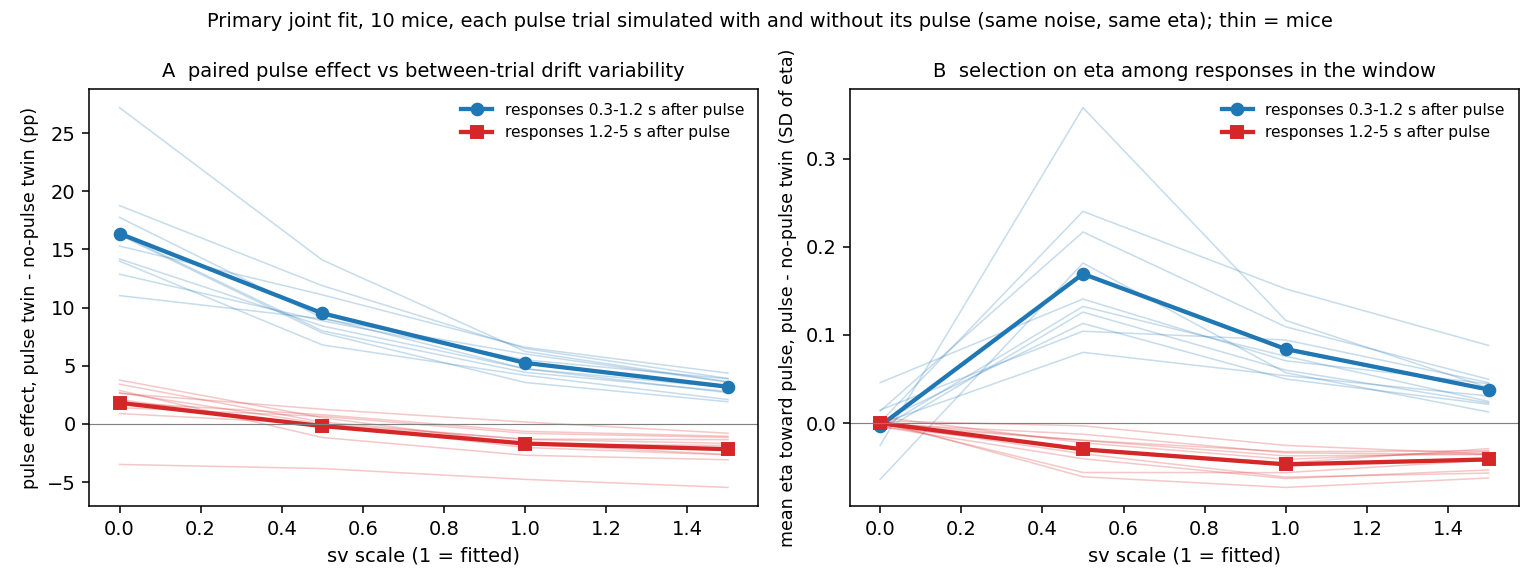 Primary joint fit, 10 mice, each pulse trial simulated with and without its pulse (same noise, same eta); thin = mice
A  paired pulse effect vs between-trial drift variability
pulse effect, pulse twin - no-pulse twin (pp)
25
20
15
10
5
0
−5
responses 0.3-1.2 s after pulse
responses 1.2-5 s after pulse
0.0 0.2 0.4 0.6 0.8 1.0 1.2 1.4
sv scale (1 = fitted)
B  selection on eta among responses in the window
mean eta toward pulse, pulse - no-pulse twin (SD of eta)
0.3
0.2
0.1
0.0
responses 0.3-1.2 s after pulse
responses 1.2-5 s after pulse
0.0 0.2 0.4 0.6 0.8 1.0 1.2 1.4
sv scale (1 = fitted)